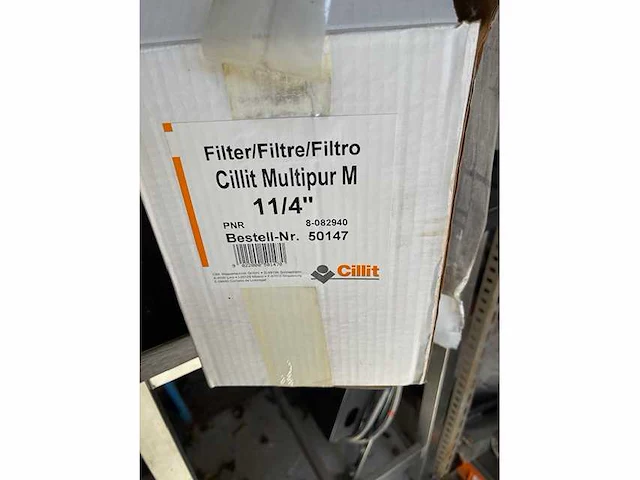 Filter/Filtre/Filtro
Cillit Multipur M
11/4"
PNR 8-082940
Bestell-Nr. 50147
Cillit